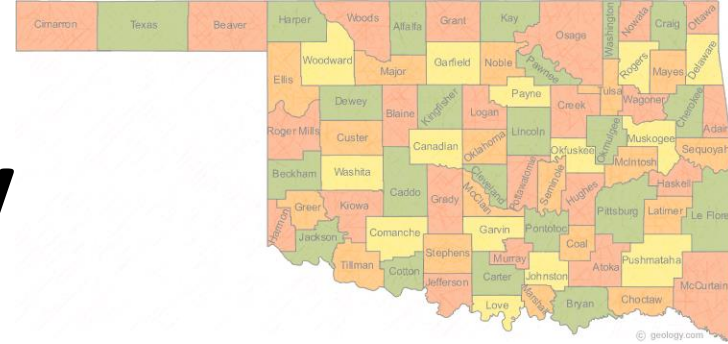 Cimarron
Texas
Beaver
Harper
Woods
Alfalfa
Grant
Kay
Osage
Washington
Nowata
Craig
Ottawa
Ellis
Woodward
Major
Garfield
Noble
Pawnee
Rogers
Mayes
Delaware
Dewey
Blaine
Kingfisher
Logan
Payne
Creek
Tulsa
Wagoner
Cherokee
Adair
Roger Mills
Custer
Canadian
Oklahoma
Lincoln
Okfuskee
Okmulgee
Muskogee
McIntosh
Sequoyah
Beckham
Washita
Caddo
Grady
Cleveland
McClain
Pottawatomie
Seminole
Hughes
Haskell
Harmon
Greer
Kiowa
Pittsburg
Latimer
Le Flore
Jackson
Comanche
Garvin
Pontotoc
Coal
Tillman
Cotton
Stephens
Murray
Johnston
Atoka
Pushmataha
McCurtain
Jefferson
Carter
Love
Marshall
Bryan
Choctaw
© geology.com